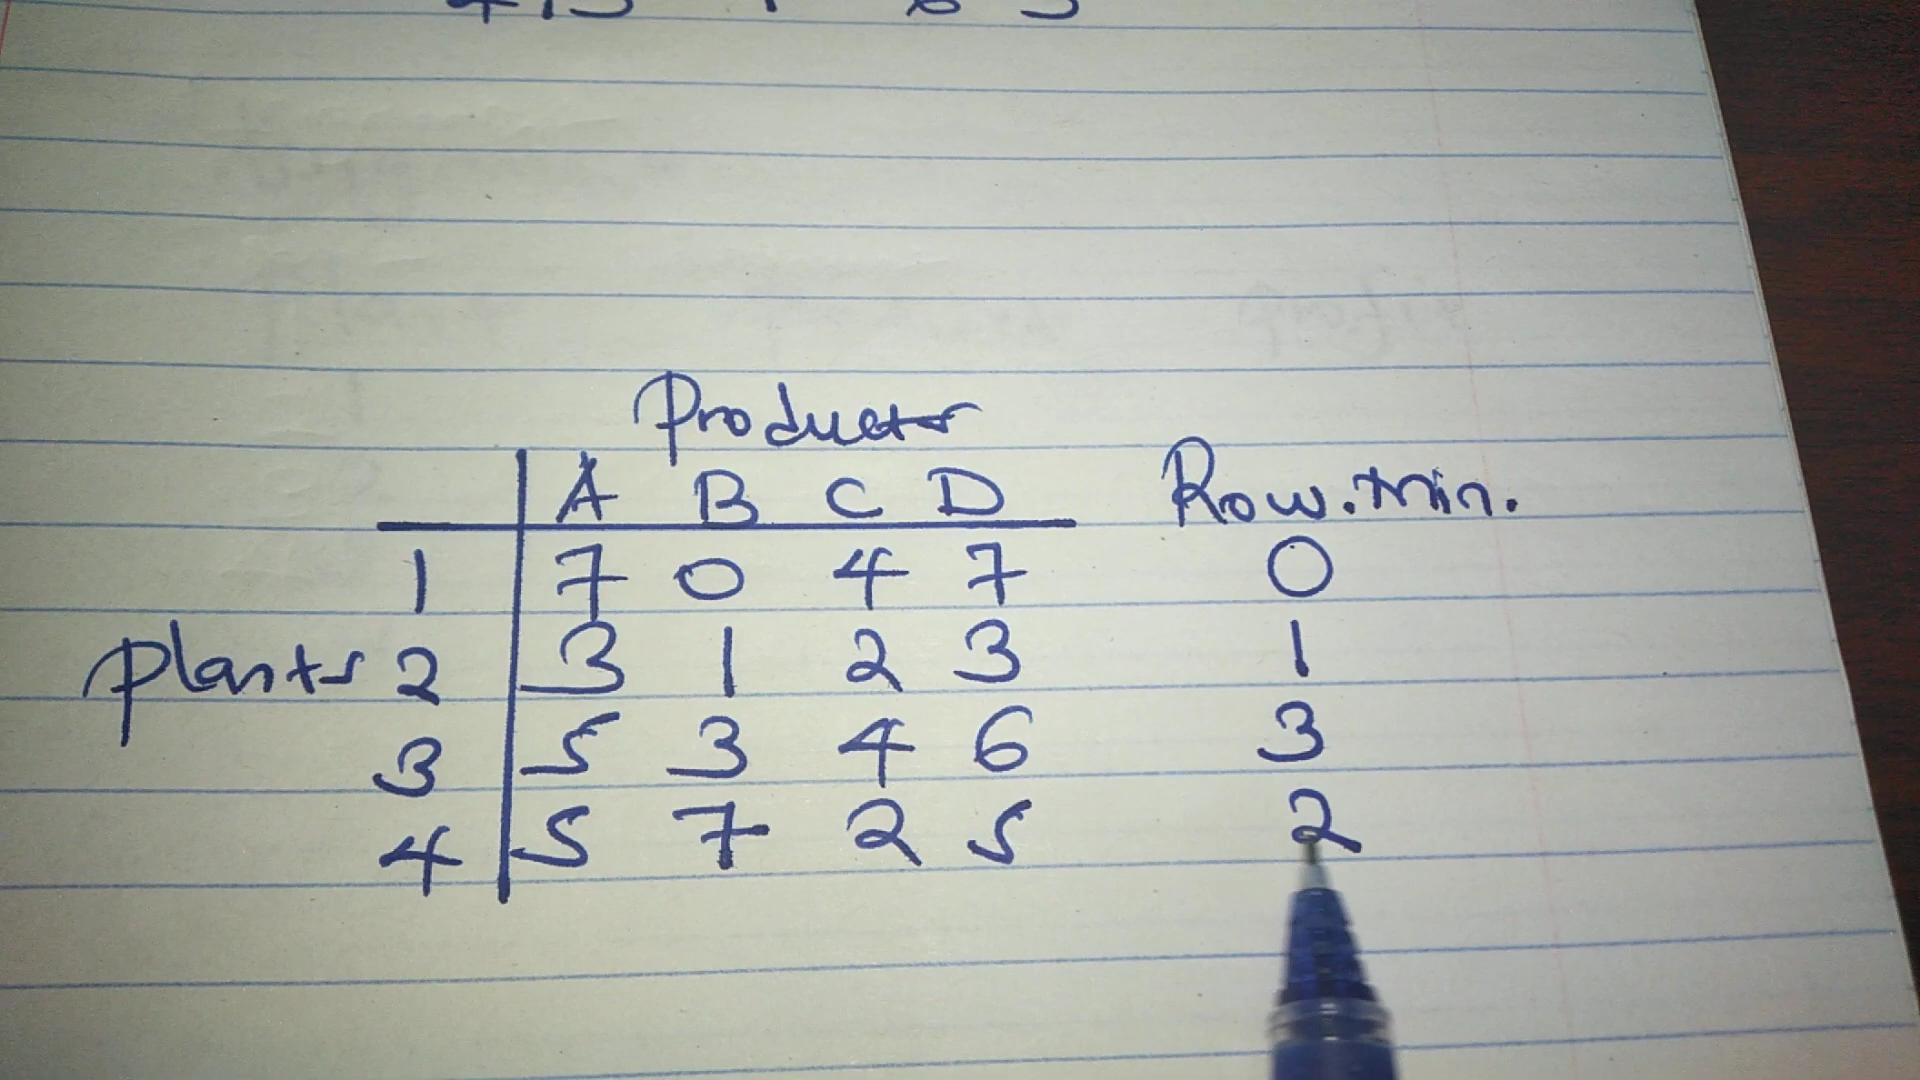 Products
A B C D Row.min.
1 7 0 4 7 0
Plants 2 3 1 2 3 1
3 5 3 4 6 3
4 5 7 2 5 2